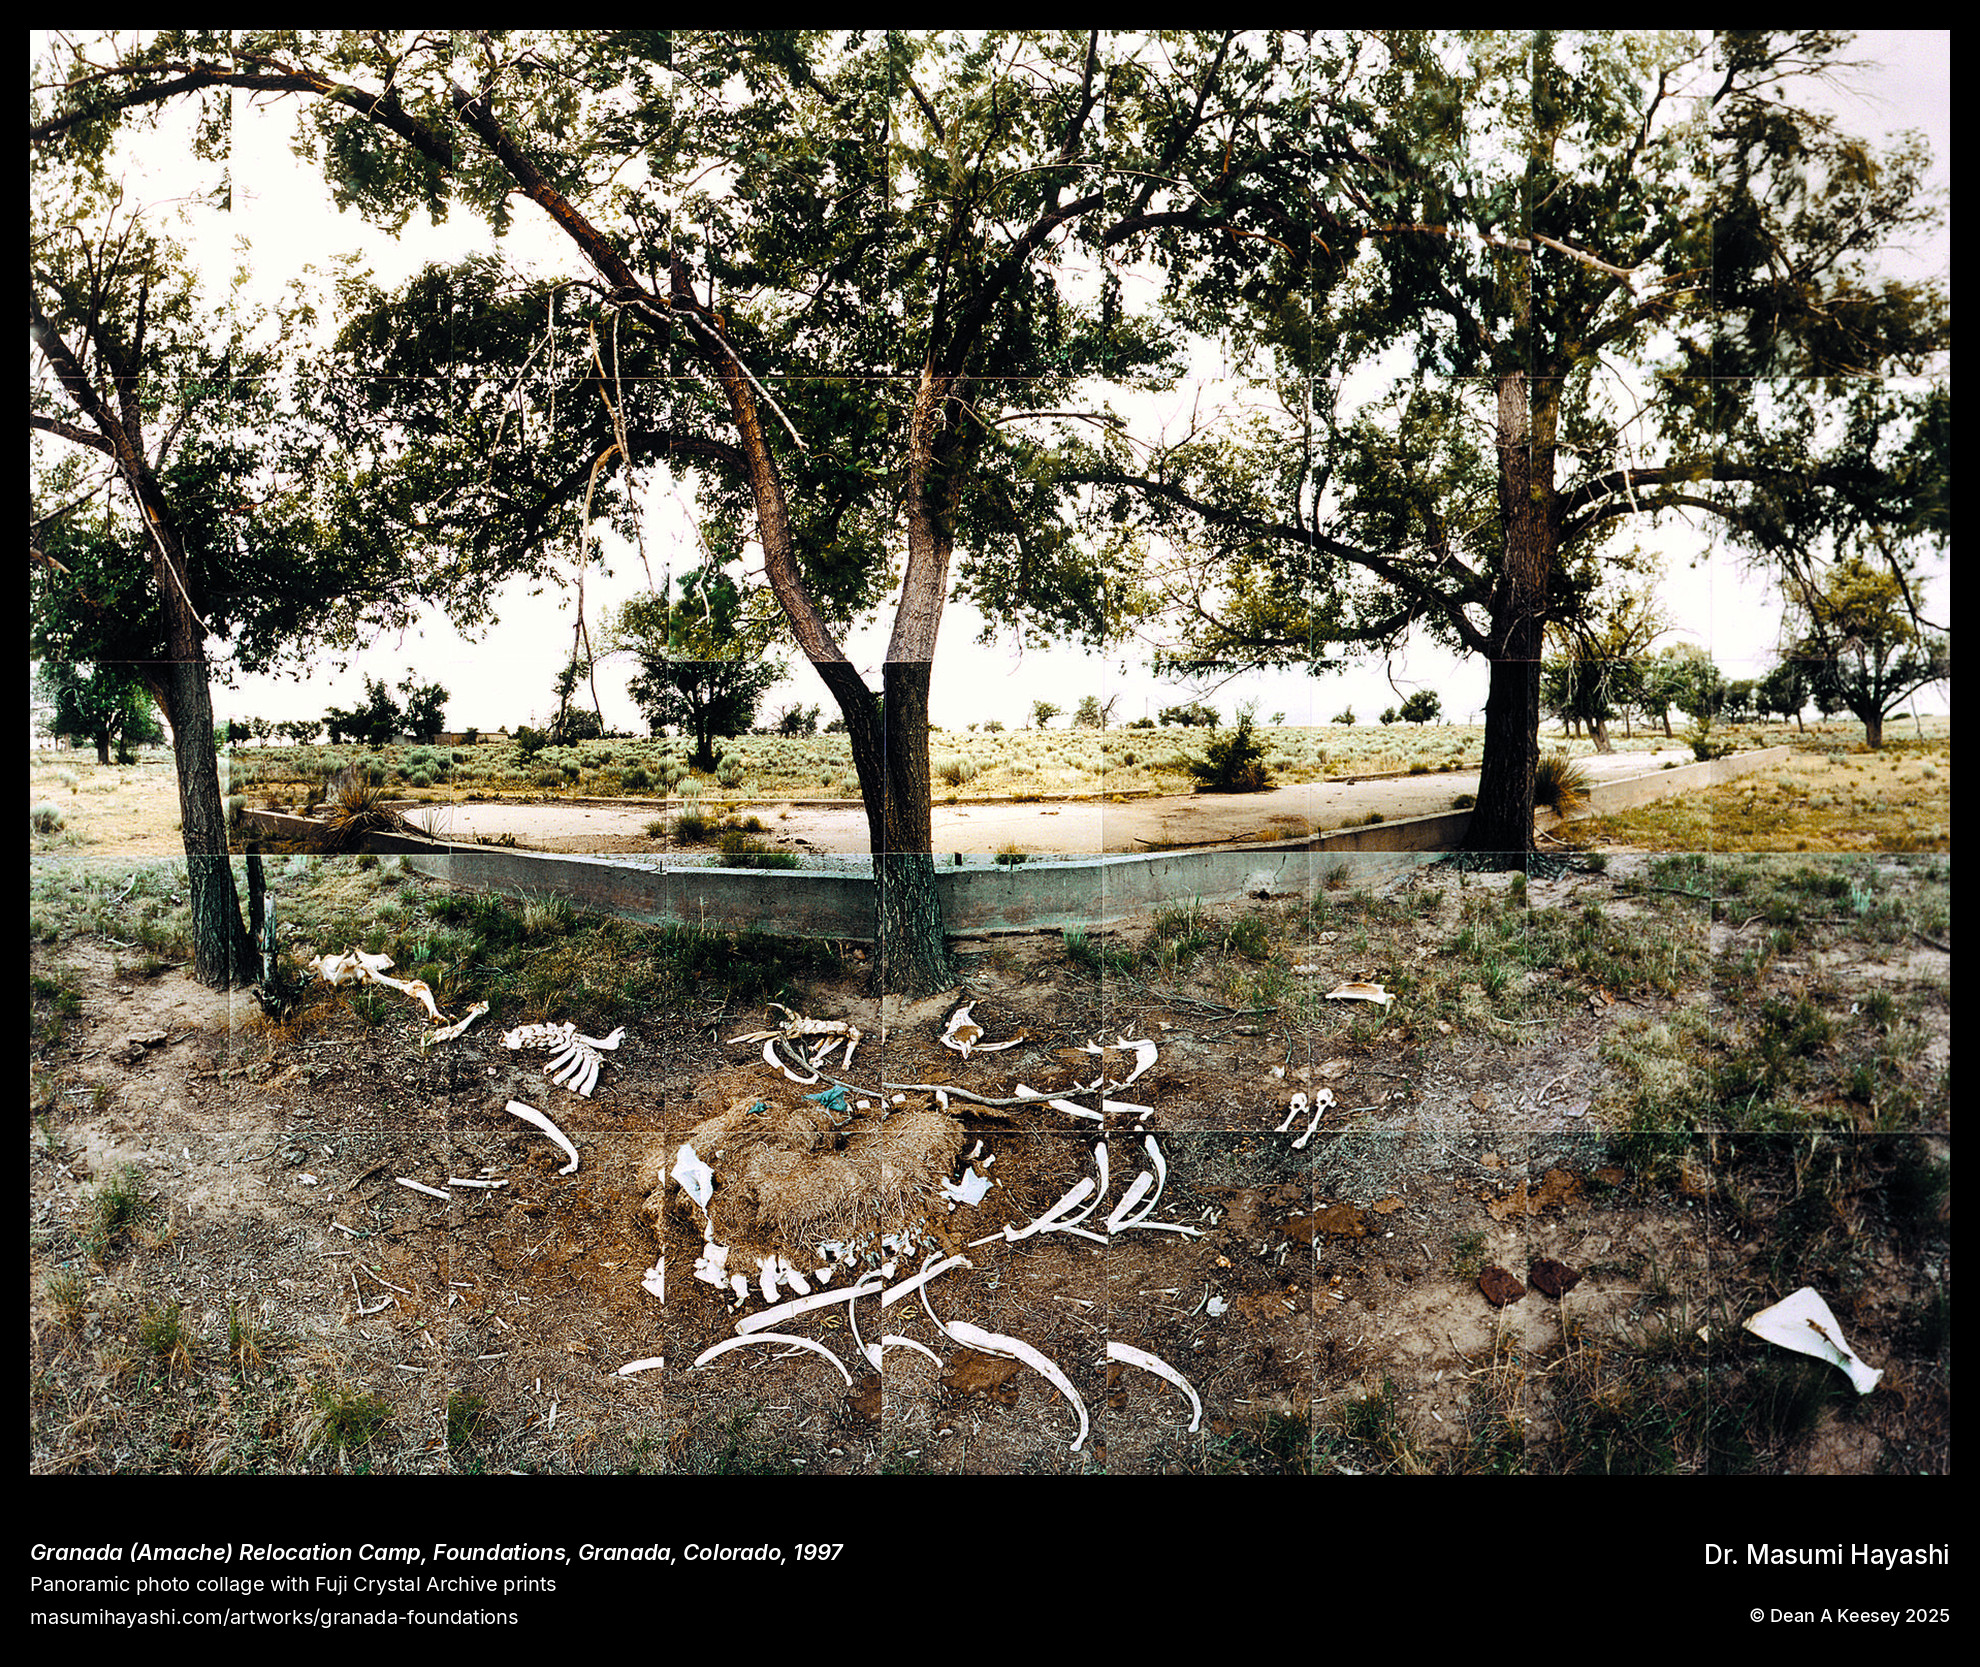 Granada (Amache) Relocation Camp, Foundations, Granada, Colorado, 1997
Panoramic photo collage with Fuji Crystal Archive prints
masumihayashi.com/artworks/granada-foundations
Dr. Masumi Hayashi
© Dean A Keesey 2025